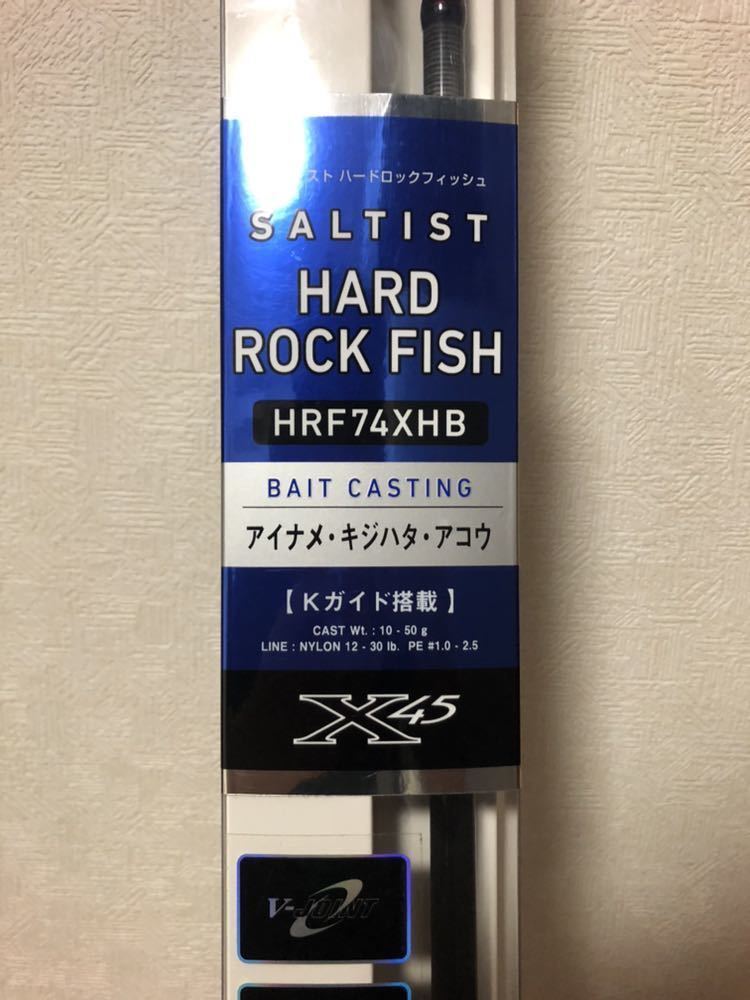 スト ハードロックフィッシュ
SALTIST
HARD
ROCK FISH
HRF74XHB
BAIT CASTING
アイナメ・キジハタ・アコウ
【Kガイド搭載】
CAST Wt. : 10 - 50 g
LINE : NYLON 12 - 30 lb. PE #1.0 - 2.5
X45
V-JOINT